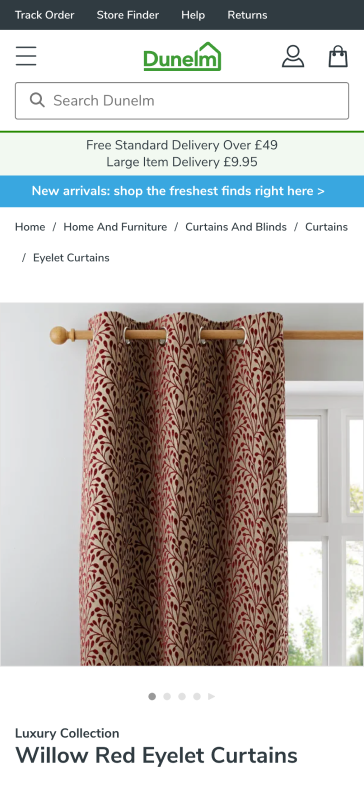 Track Order Store Finder Help Returns
Dunelm
Search Dunelm
Free Standard Delivery Over £49
Large Item Delivery £9.95
New arrivals: shop the freshest finds right here >
Home / Home And Furniture / Curtains And Blinds / Curtains
/ Eyelet Curtains
Luxury Collection
Willow Red Eyelet Curtains